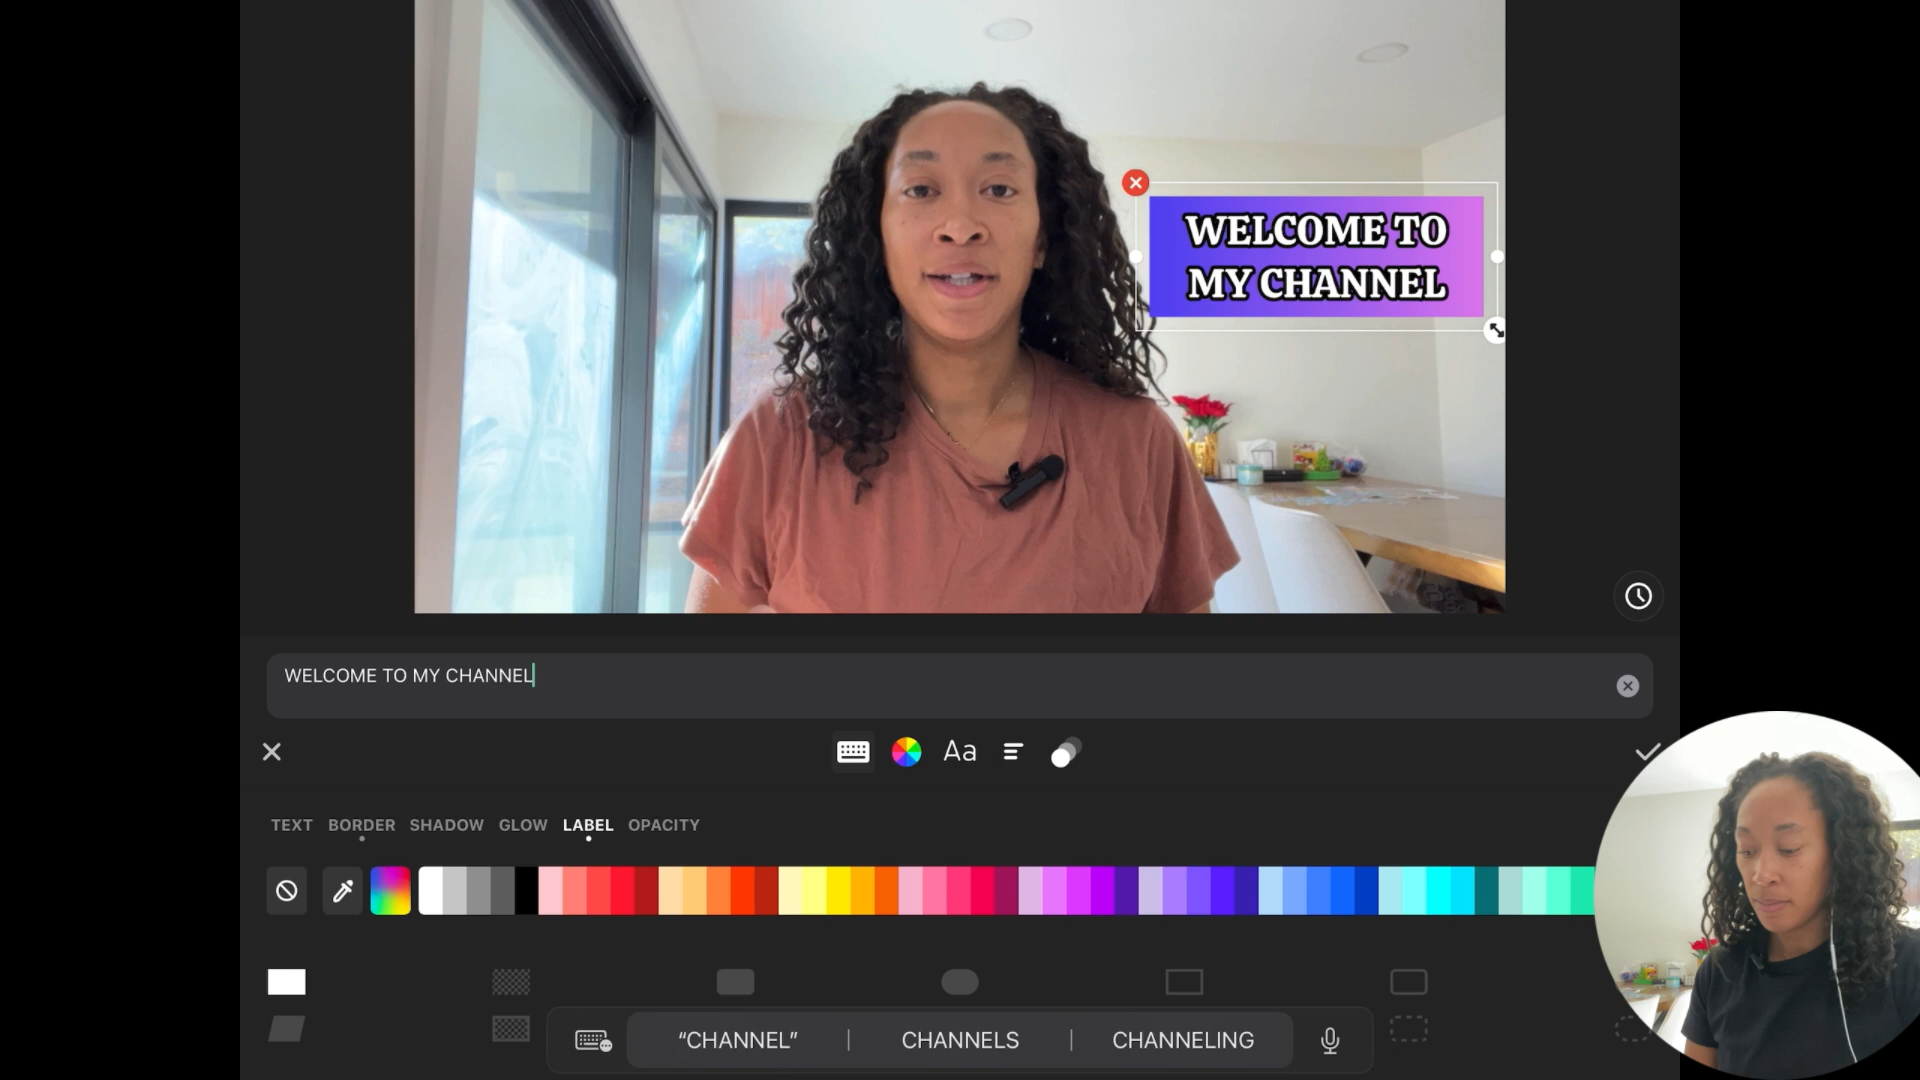 WELCOME TO
MY CHANNEL
WELCOME TO MY CHANNEL
Aa
TEXT BORDER SHADOW GLOW LABEL OPACITY
“CHANNEL” CHANNELS CHANNELING